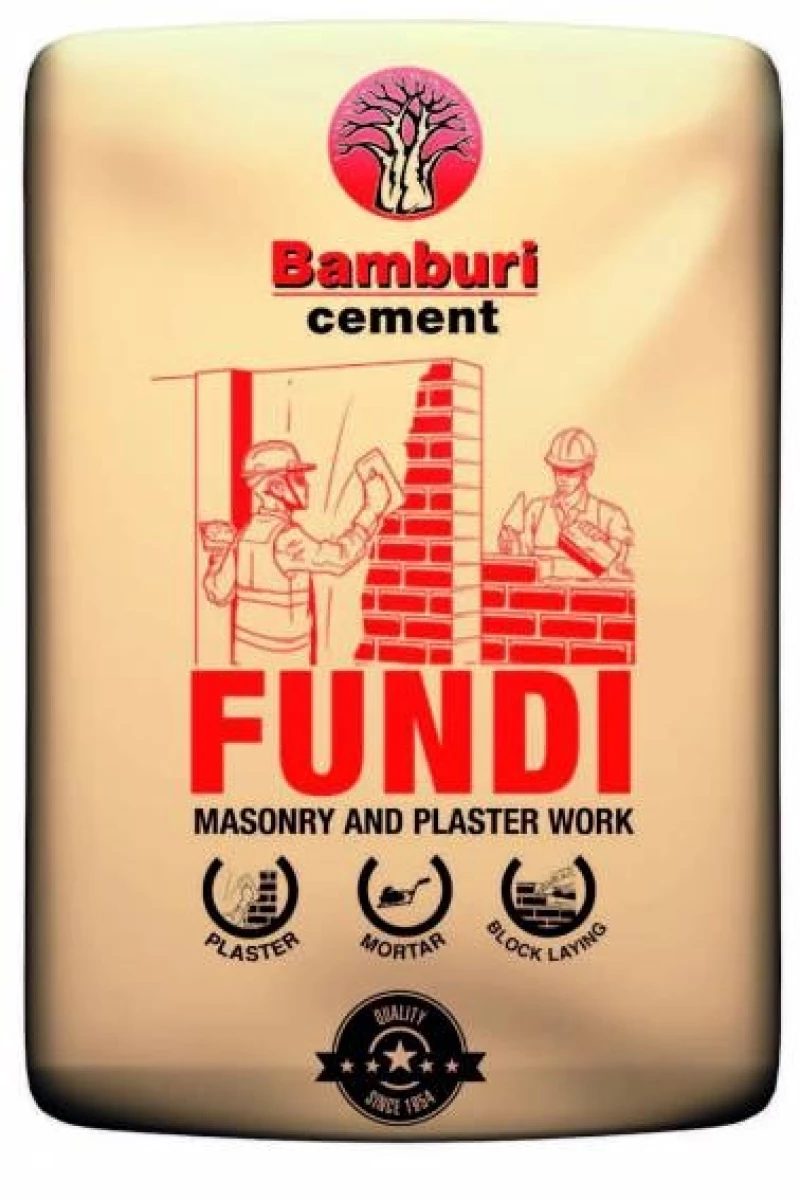 Bamburi
cement
FUNDI
MASONRY AND PLASTER WORK
PLASTER
MORTAR
BLOCK LAYING
QUALITY
SINCE 1954